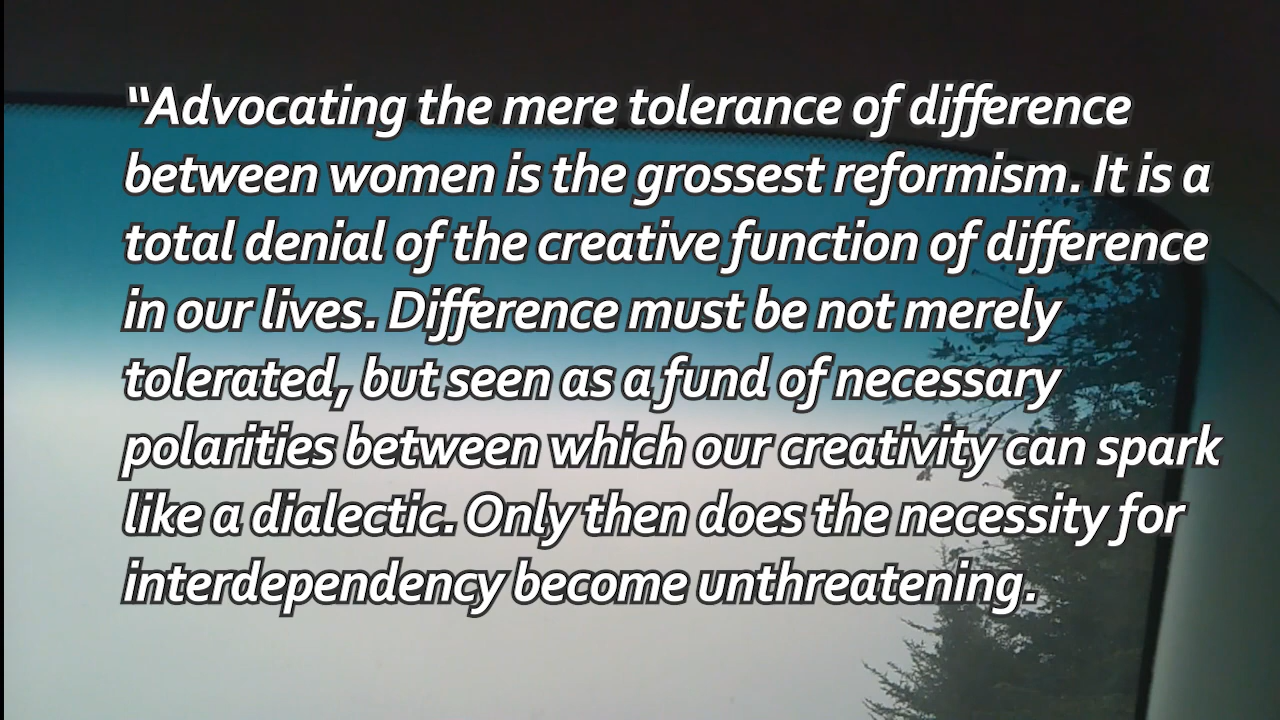 “Advocating the mere tolerance of difference
between women is the grossest reformism. It is a
total denial of the creative function of difference
in our lives. Difference must be not merely
tolerated, but seen as a fund of necessary
polarities between which our creativity can spark
like a dialectic. Only then does the necessity for
interdependency become unthreatening.